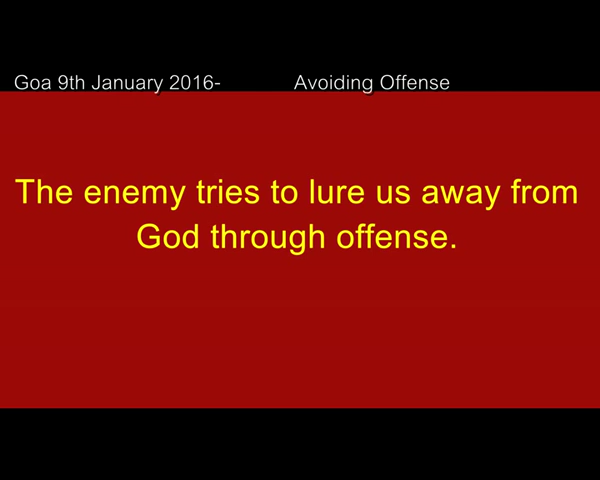 Goa 9th January 2016- Avoiding Offense
The enemy tries to lure us away from
God through offense.